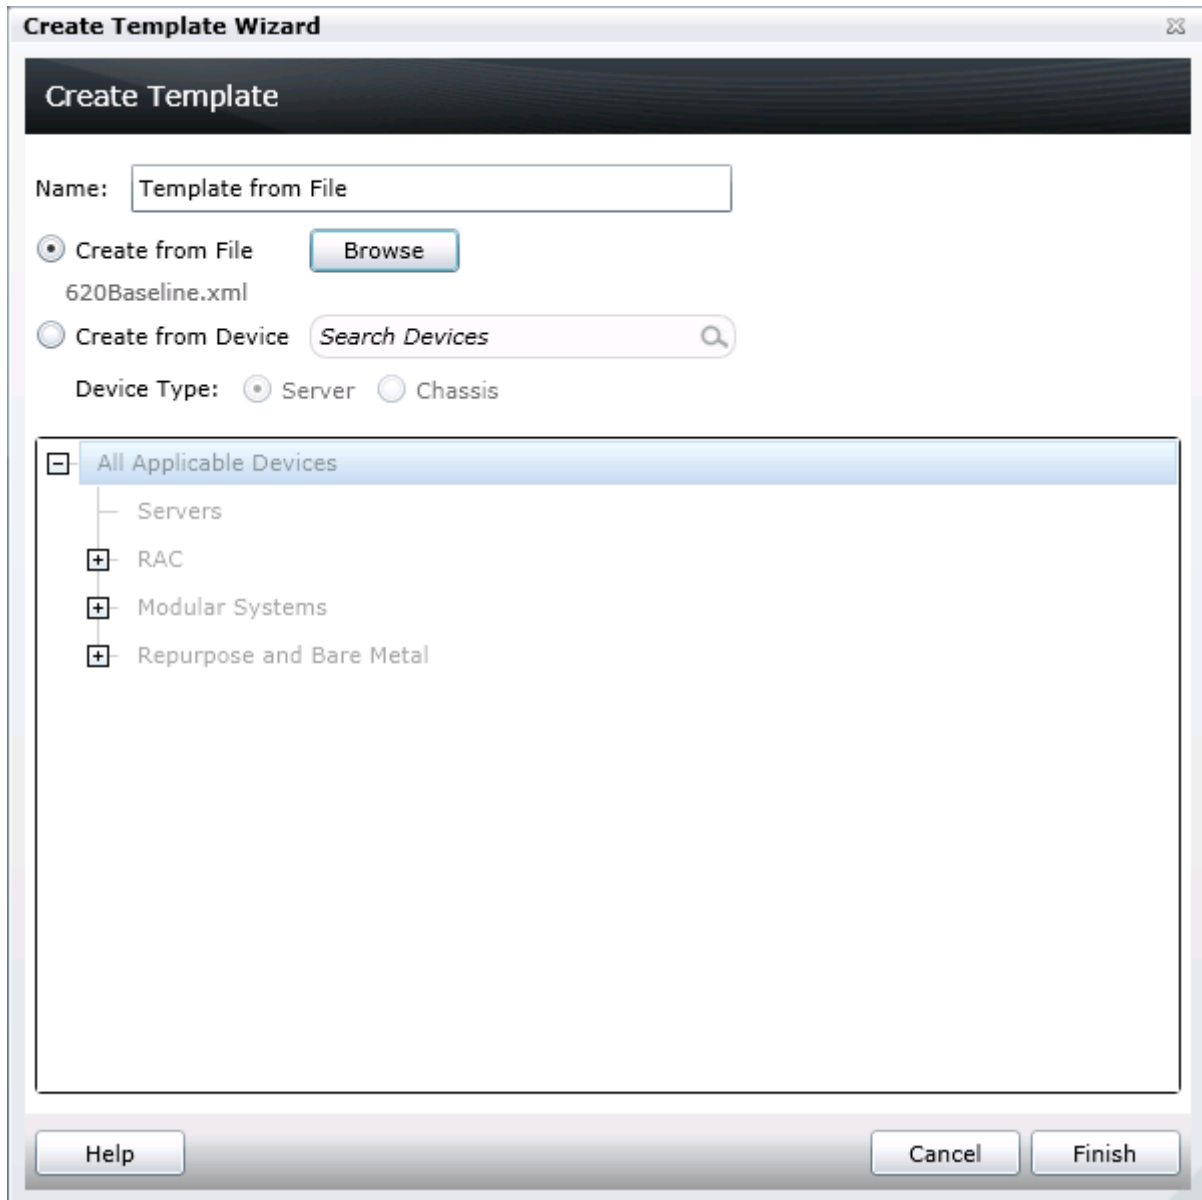 Create Template Wizard
Create Template
Name: Template from File
Create from File Browse
620Baseline.xml
Create from Device Search Devices
Device Type: Server Chassis
All Applicable Devices
Servers
RAC
Modular Systems
Repurpose and Bare Metal
Help Cancel Finish